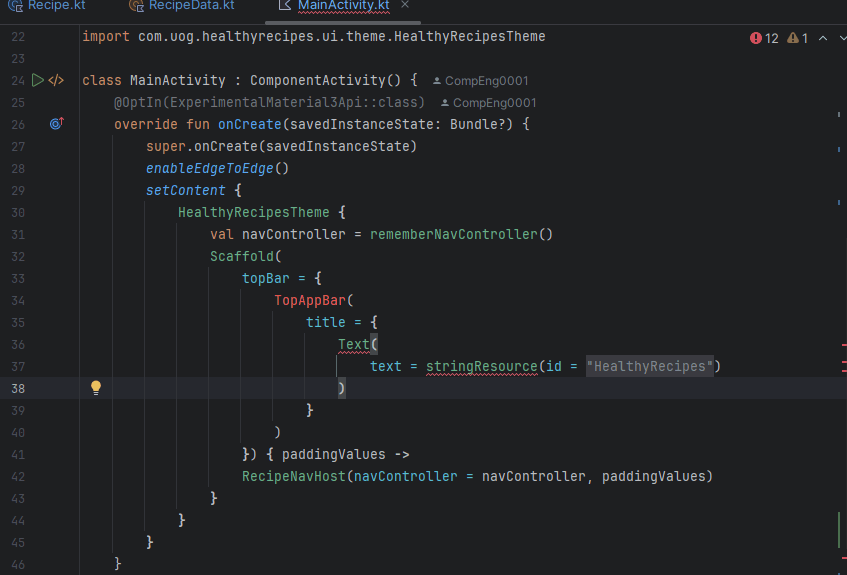 Recipe.kt RecipeData.kt MainActivity.kt
22 import com.uog.healthyrecipes.ui.theme.HealthyRecipesTheme 12 1
23
24 class MainActivity : ComponentActivity() { CompEng0001
25 @OptIn(ExperimentalMaterial3Api::class) CompEng0001
26 override fun onCreate(savedInstanceState: Bundle?) {
27 super.onCreate(savedInstanceState)
28 enableEdgeToEdge()
29 setContent {
30 HealthyRecipesTheme {
31 val navController = rememberNavController()
32 Scaffold(
33 topBar = {
34 TopAppBar(
35 title = {
36 Text(
37 text = stringResource(id = "HealthyRecipes")
38 )
39 }
40 )
41 }) { paddingValues ->
42 RecipeNavHost(navController = navController, paddingValues)
43 }
44 }
45 }
46 }